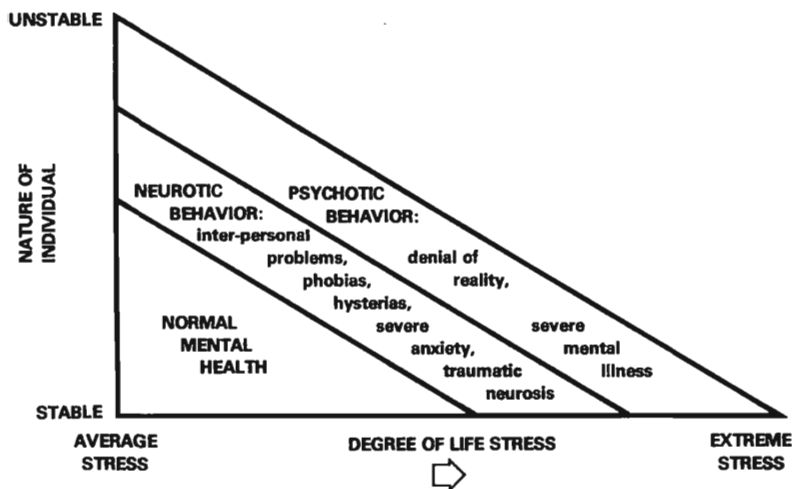 UNSTABLE
NATURE OF
INDIVIDUAL
NEUROTIC
BEHAVIOR:
inter-personal
problems,
phobias,
hysterias,
severe
anxiety,
traumatic
neurosis
PSYCHOTIC
BEHAVIOR:
denial of
reality,
severe
mental
illness
NORMAL
MENTAL
HEALTH
STABLE
AVERAGE
STRESS
DEGREE OF LIFE STRESS
EXTREME
STRESS